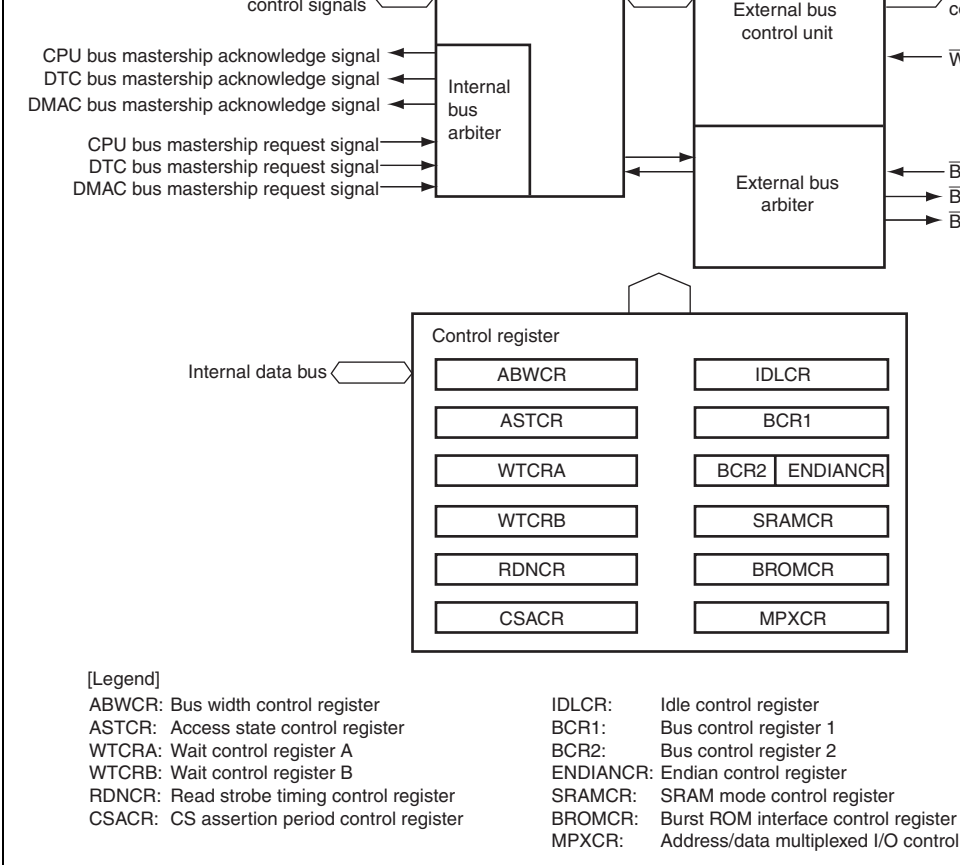 control signals
External bus
control unit
CPU bus mastership acknowledge signal
DTC bus mastership acknowledge signal
DMAC bus mastership acknowledge signal
Internal
bus
arbiter
CPU bus mastership request signal
DTC bus mastership request signal
DMAC bus mastership request signal
External bus
arbiter
Control register
Internal data bus
ABWCR
IDLCR
ASTCR
BCR1
WTCRA
BCR2
ENDIANCR
WTCRB
SRAMCR
RDNCR
BROMCR
CSACR
MPXCR
[Legend]
ABWCR: Bus width control register
ASTCR: Access state control register
WTCRA: Wait control register A
WTCRB: Wait control register B
RDNCR: Read strobe timing control register
CSACR: CS assertion period control register
IDLCR: Idle control register
BCR1: Bus control register 1
BCR2: Bus control register 2
ENDIANCR: Endian control register
SRAMCR: SRAM mode control register
BROMCR: Burst ROM interface control register
MPXCR: Address/data multiplexed I/O control